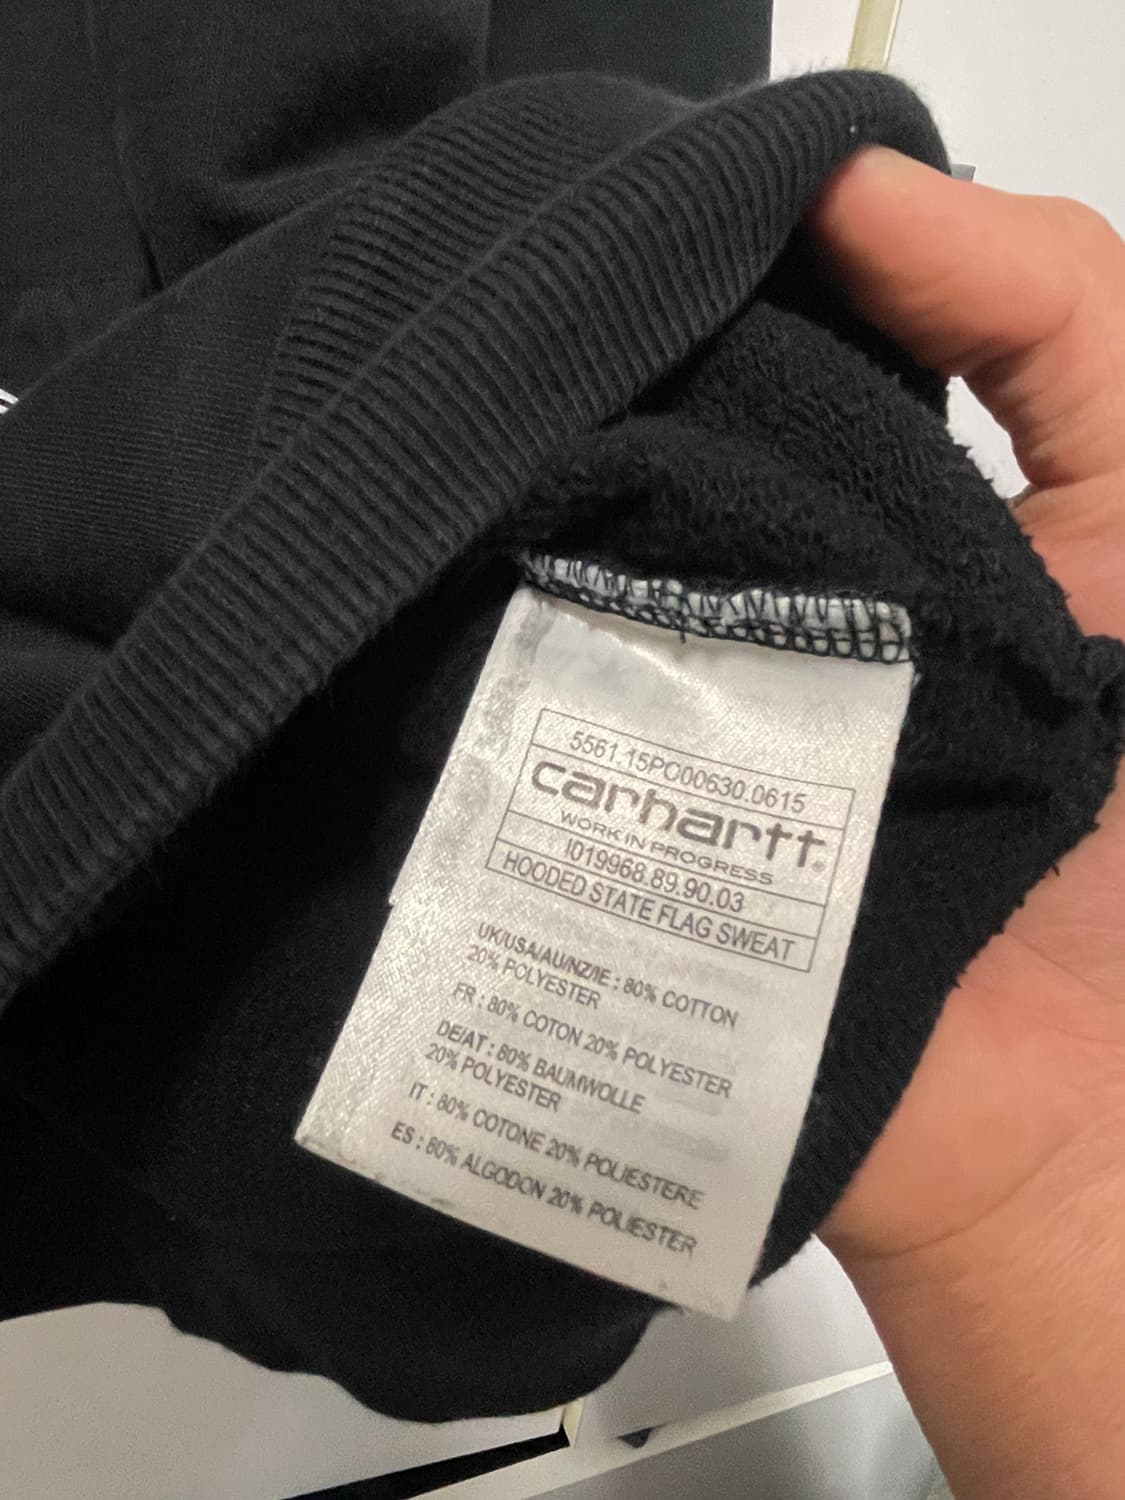 5561.15PO00630.0615
carhartt
WORK IN PROGRESS
I019968.89.90.03
HOODED STATE FLAG SWEAT
UK/USA/AU/NZ/IE : 80% COTTON
20% POLYESTER
FR : 80% COTON 20% POLYESTER
DE/AT : 80% BAUMWOLLE
20% POLYESTER
IT : 80% COTONE 20% POLIESTERE
ES : 80% ALGODON 20% POLIESTER